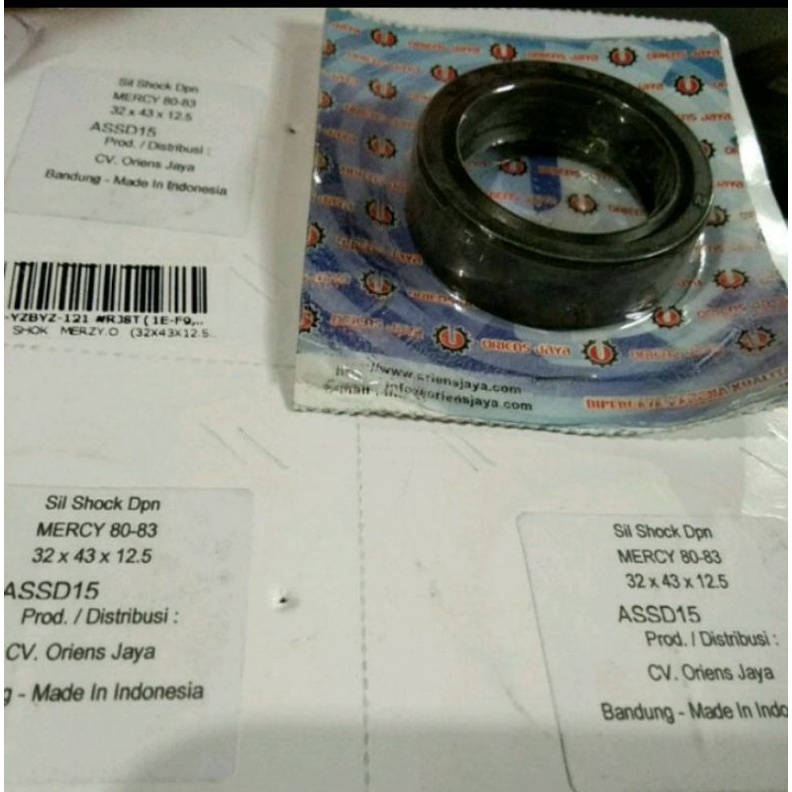 Sil Shock Dpn
MERCY 80-83
32 x 43 x 12.5
ASSD15
Prod. / Distribusi :
CV. Oriens Jaya
Bandung - Made In Indonesia
-YZBYZ-121
SHOK MERZY.O (32X43X12.5
www.oriensjaya.com
info@oriensjaya.com
Sil Shock Dpn
MERCY 80-83
32 x 43 x 12.5
ASSD15
Prod. / Distribusi :
CV. Oriens Jaya
g - Made In Indonesia
Sil Shock Dpn
MERCY 80-83
32 x 43 x 12.5
ASSD15
Prod. / Distribusi :
CV. Oriens Jaya
Bandung - Made In Indo